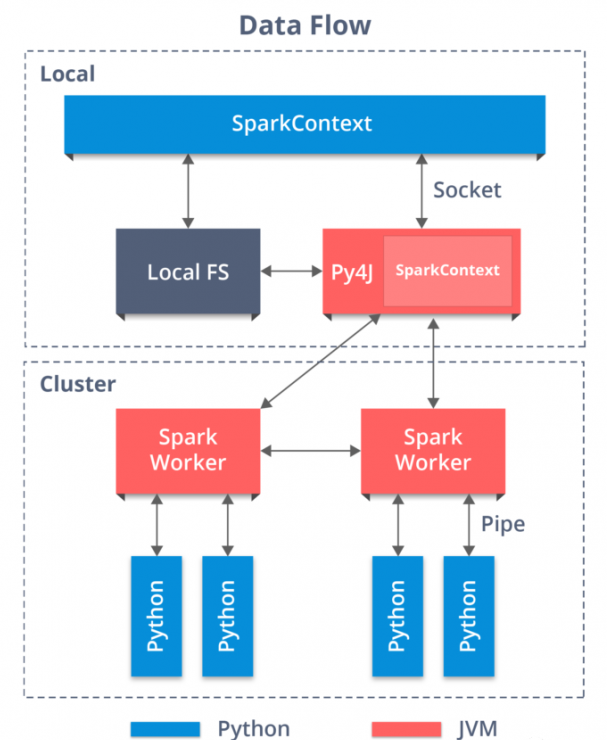 Data Flow
Local
SparkContext
Socket
Local FS
Py4J
SparkContext
Cluster
Spark
Worker
Spark
Worker
Pipe
Python
Python
Python
Python
Python
JVM